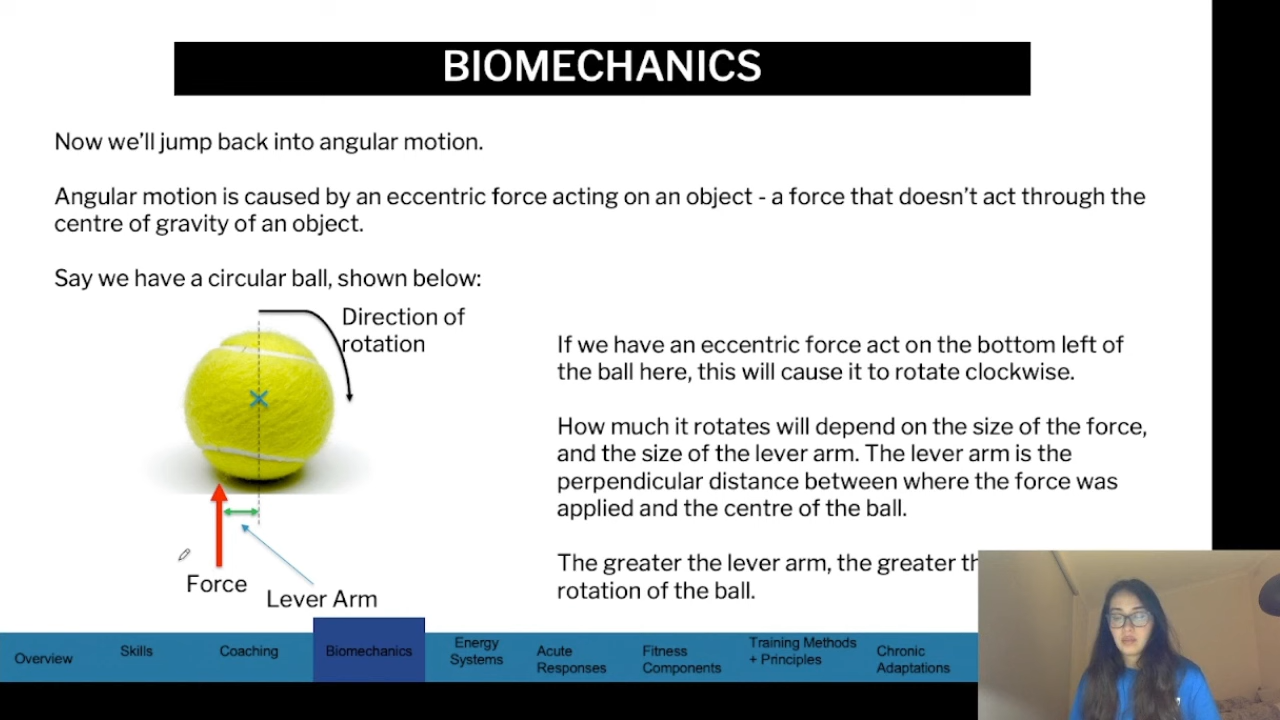 BIOMECHANICS
Now we'll jump back into angular motion.
Angular motion is caused by an eccentric force acting on an object - a force that doesn't act through the
centre of gravity of an object.
Say we have a circular ball, shown below:
Direction of
rotation
Force
Lever Arm
If we have an eccentric force act on the bottom left of
the ball here, this will cause it to rotate clockwise.
How much it rotates will depend on the size of the force,
and the size of the lever arm. The lever arm is the
perpendicular distance between where the force was
applied and the centre of the ball.
The greater the lever arm, the greater
rotation of the ball.
Overview
Skills
Coaching
Biomechanics
Energy
Systems
Acute
Responses
Fitness
Components
Training Methods
+ Principles
Chronic
Adaptations